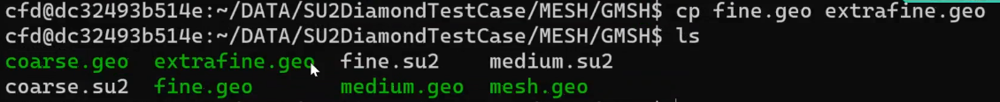 cfd@dc32493b514e:~/DATA/SU2DiamondTestCase/MESH/GMSH$ cp fine.geo extrafine.geo
cfd@dc32493b514e:~/DATA/SU2DiamondTestCase/MESH/GMSH$ ls
coarse.geo extrafine.geo fine.su2 medium.su2
coarse.su2 fine.geo medium.geo mesh.geo